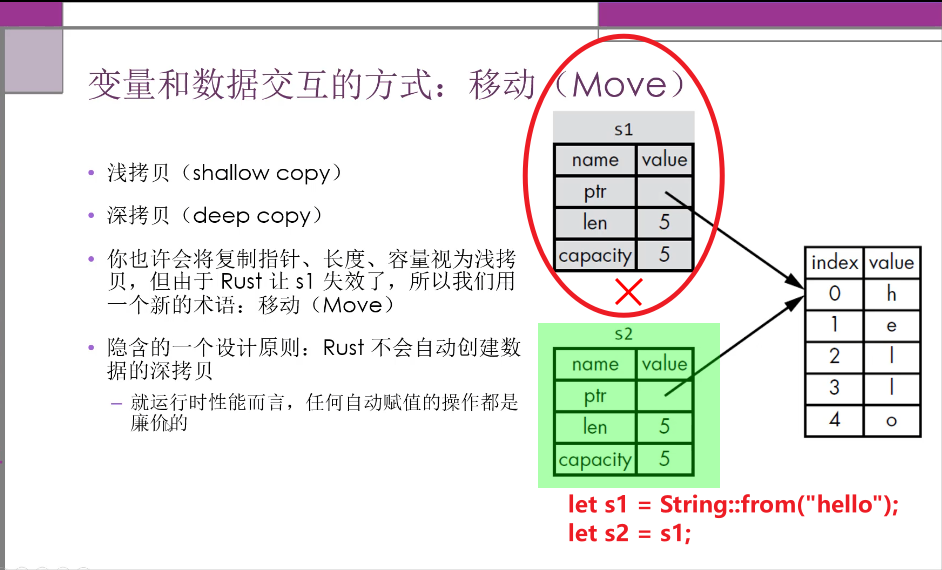 变量和数据交互的方式：移动（Move）
浅拷贝（shallow copy）
深拷贝（deep copy）
你也许会将复制指针、长度、容量视为浅拷
贝，但由于 Rust 让 s1 失效了，所以我们用
一个新的术语：移动（Move）
隐含的一个设计原则：Rust 不会自动创建数
据的深拷贝
– 就运行时性能而言，任何自动赋值的操作都是
廉价的
s1
name value
ptr
len 5
capacity 5
s2
name value
ptr
len 5
capacity 5
index value
0 h
1 e
2 l
3 l
4 o
let s1 = String::from("hello");
let s2 = s1;